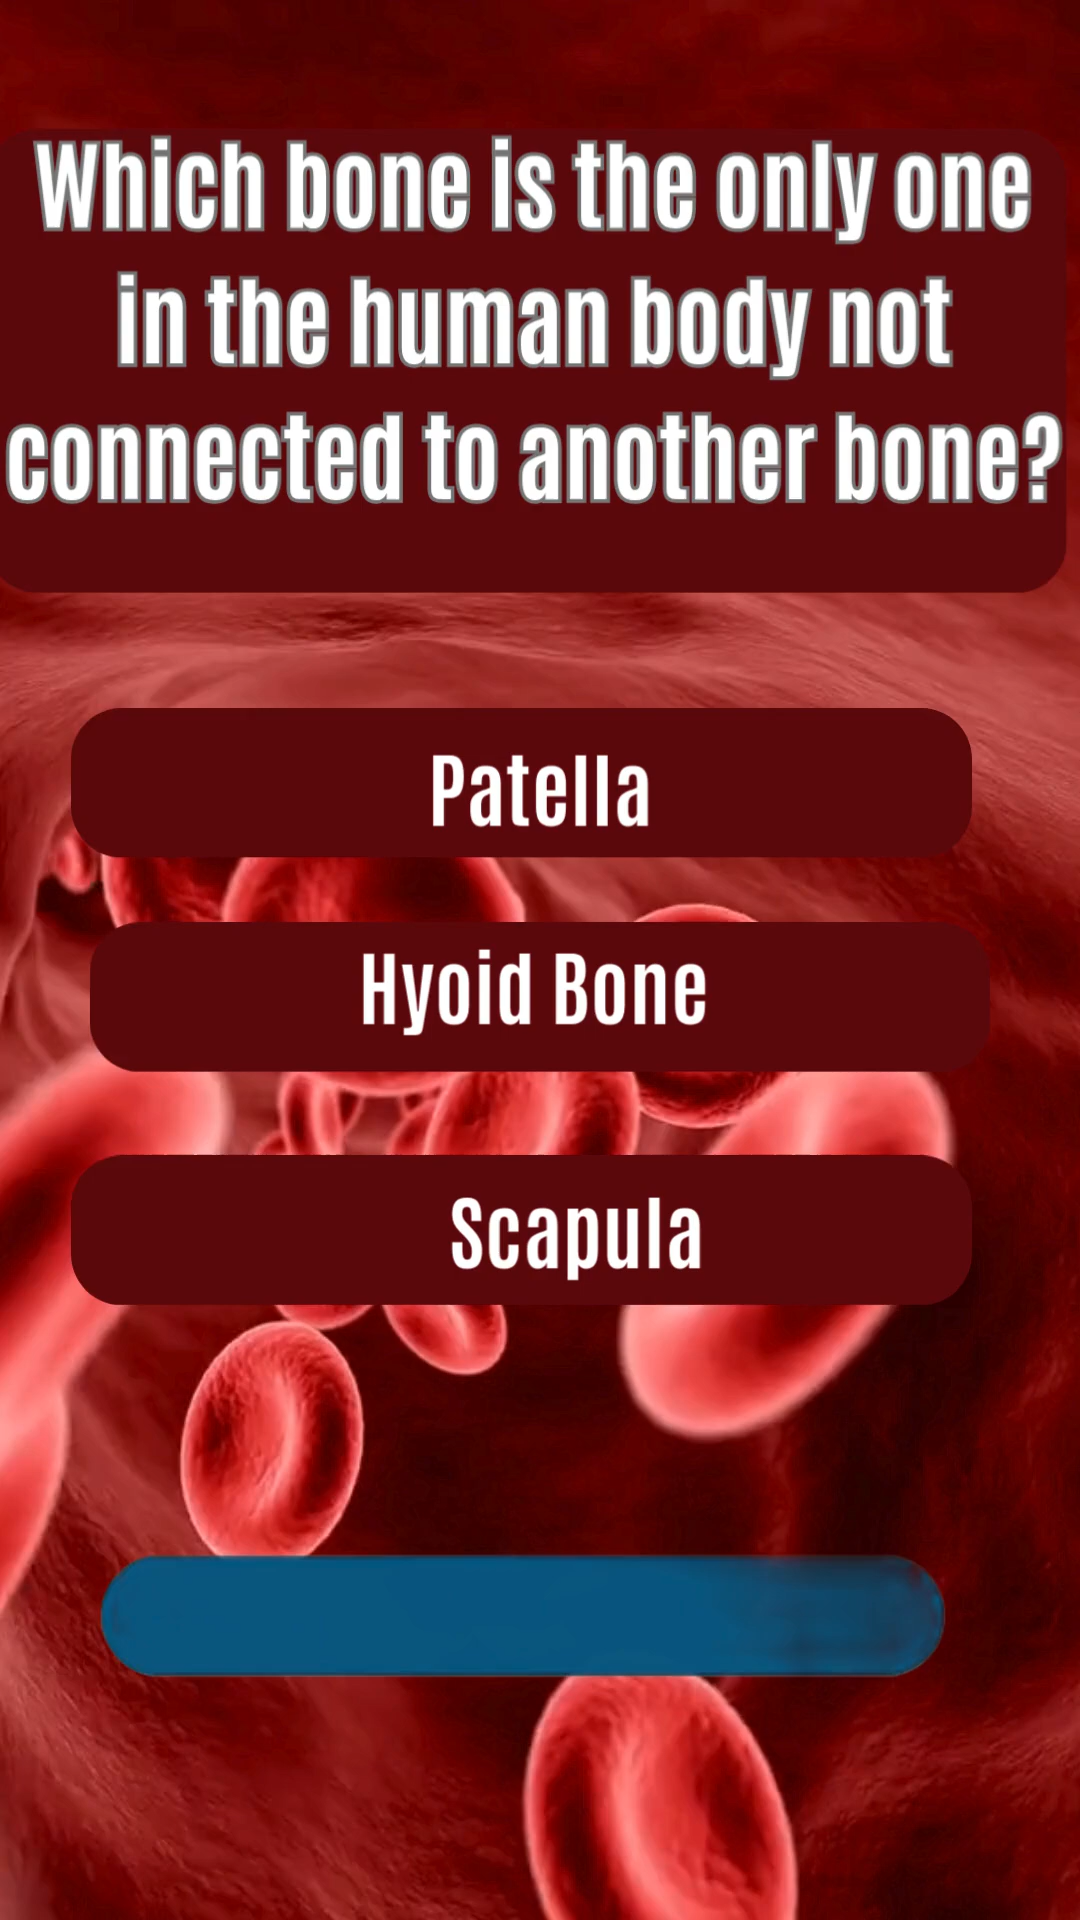 Which bone is the only one
in the human body not
connected to another bone?
Patella
Hyoid Bone
Scapula